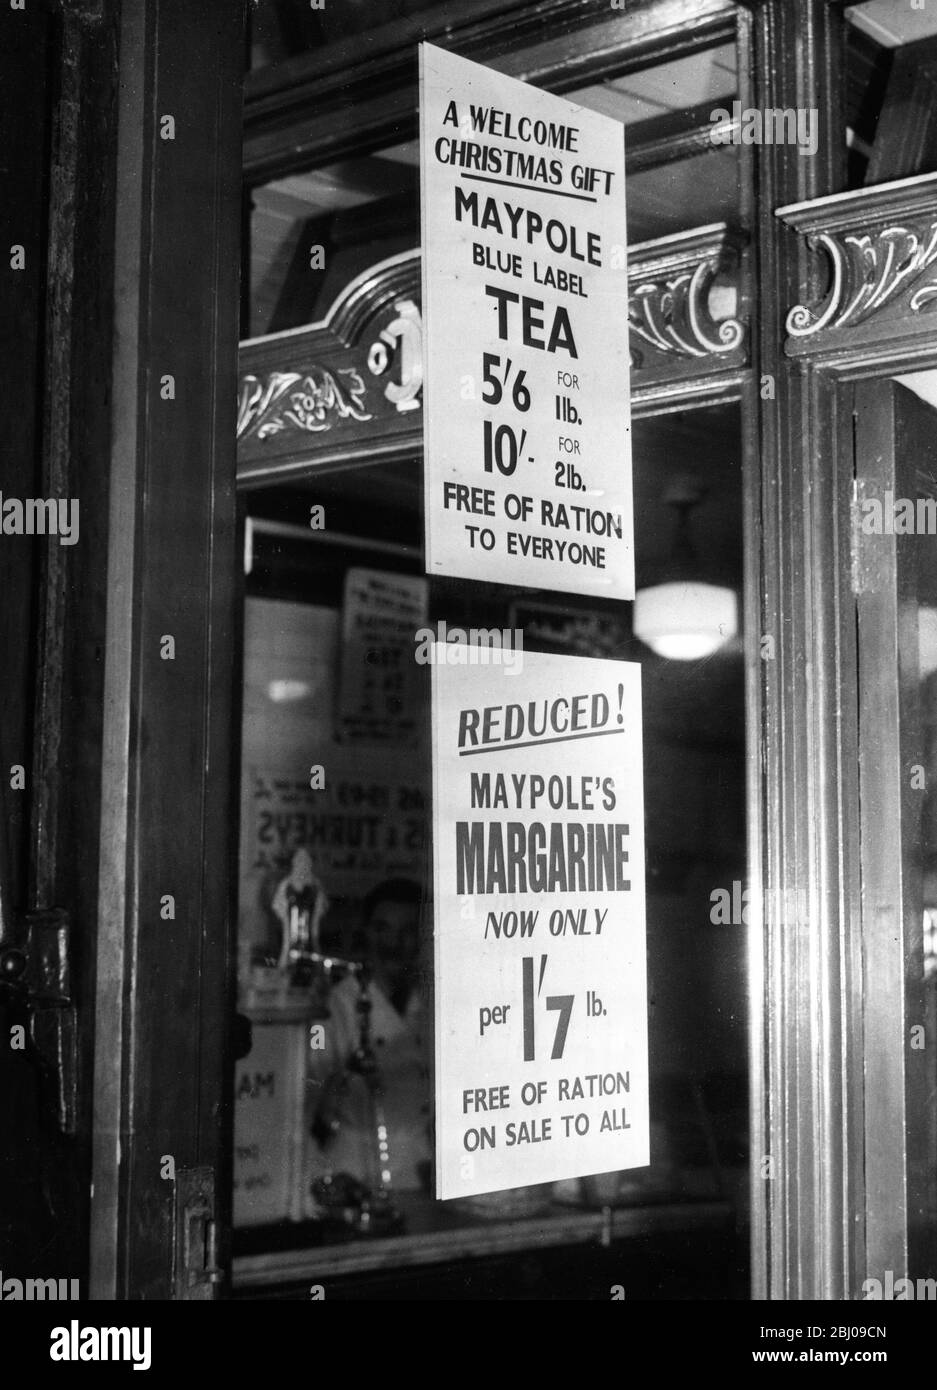 A WELCOME
CHRISTMAS GIFT
MAYPOLE
BLUE LABEL
TEA
5'6 FOR 1lb.
10'- FOR 2lb.
FREE OF RATION
TO EVERYONE
REDUCED!
MAYPOLE'S
MARGARINE
NOW ONLY
per 1'7 lb.
FREE OF RATION
ON SALE TO ALL
& TURKEYS
alamy
alamy
Image ID: 2BJ09CN
www.alamy.com